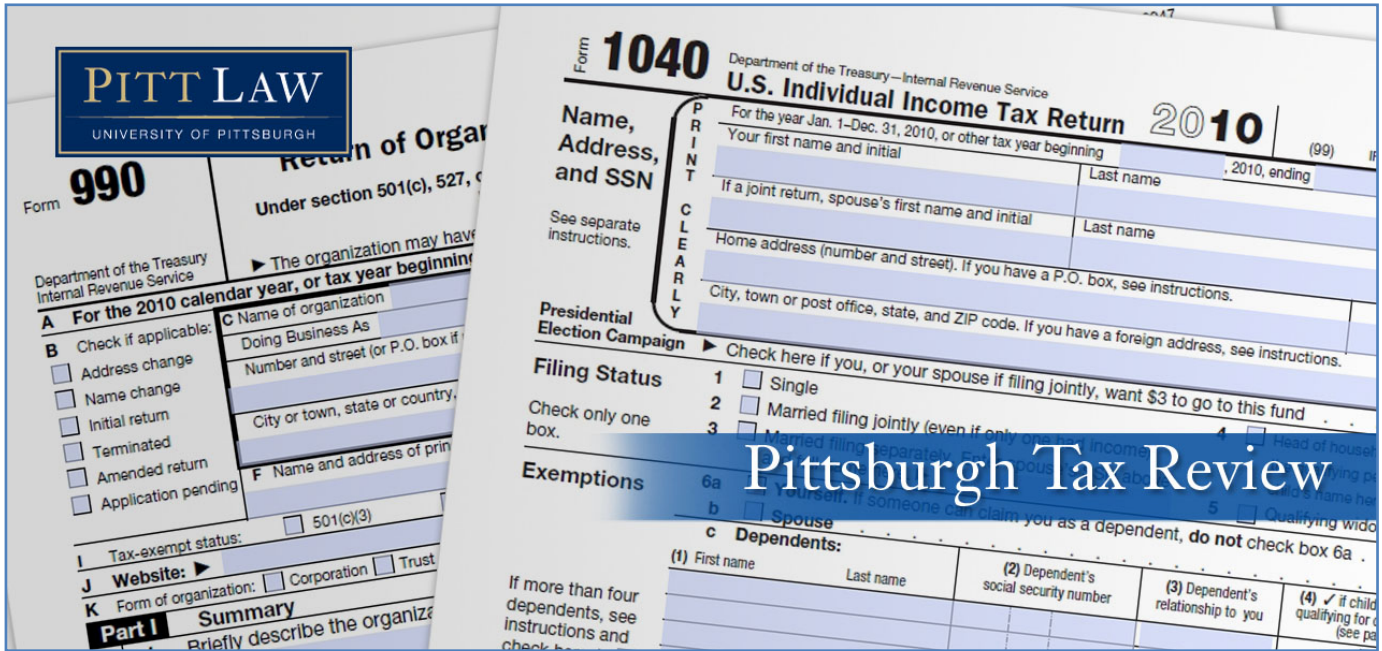 PITT LAW
UNIVERSITY OF PITTSBURGH
Form 990
Return of Organ
Under section 501(c), 527,
▶ The organization may have
Department of the Treasury
Internal Revenue Service
A For the 2010 calendar year, or tax year beginning
B Check if applicable:
Address change
Name change
Initial return
Terminated
Amended return
Application pending
C Name of organization
Doing Business As
Number and street (or P.O. box if
City or town, state or country,
F Name and address of prin
I Tax-exempt status:
501(c)(3)
J Website: ▶
K Form of organization: Corporation Trust
Part I Summary
Briefly describe the organiza
Form 1040
Department of the Treasury—Internal Revenue Service
U.S. Individual Income Tax Return 2010
(99)
Name,
Address,
and SSN
See separate
instructions.
PRINT CLEARLY
For the year Jan. 1–Dec. 31, 2010, or other tax year beginning , 2010, ending
Your first name and initial Last name
If a joint return, spouse's first name and initial Last name
Home address (number and street). If you have a P.O. box, see instructions.
City, town or post office, state, and ZIP code. If you have a foreign address, see instructions.
Presidential
Election Campaign ▶ Check here if you, or your spouse if filing jointly, want $3 to go to this fund . .
Filing Status
Check only one
box.
1 Single
2 Married filing jointly (even if only one had income)
3 Married filing separately.
4 Head of househ
5 Qualifying wido
Pittsburgh Tax Review
Exemptions
6a Yourself. If someone can claim you as a dependent, do not check box 6a .
b Spouse
c Dependents:
(1) First name Last name
(2) Dependent's
social security number
(3) Dependent's
relationship to you
(4) ✓ if child
qualifying for
(see pa
If more than four
dependents, see
instructions and
check